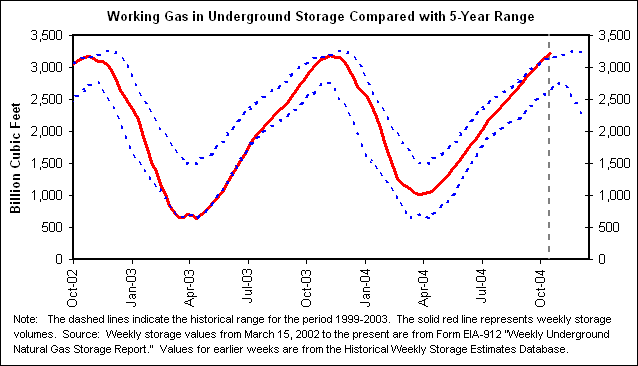 Working Gas in Underground Storage Compared with 5-Year Range
3,500
3,000
2,500
2,000
1,500
1,000
500
0
Billion Cubic Feet
3,500
3,000
2,500
2,000
1,500
1,000
500
0
Oct-02
Jan-03
Apr-03
Jul-03
Oct-03
Jan-04
Apr-04
Jul-04
Oct-04
Note: The dashed lines indicate the historical range for the period 1999-2003. The solid red line represents weekly storage
volumes. Source: Weekly storage values from March 15, 2002 to the present are from Form EIA-912 "Weekly Underground
Natural Gas Storage Report." Values for earlier weeks are from the Historical Weekly Storage Estimates Database.